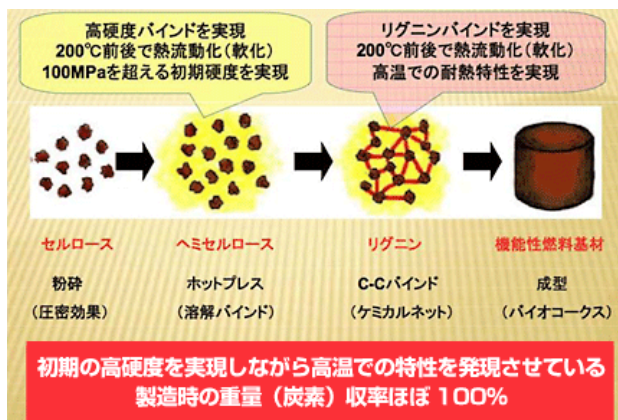 高硬度バインドを実現
200℃前後で熱流動化(軟化)
100MPaを超える初期硬度を実現
リグニンバインドを実現
200℃前後で熱流動化(軟化)
高温での耐熱特性を実現
セルロース
ヘミセルロース
リグニン
機能性燃料基材
粉砕
(圧密効果)
ホットプレス
(溶解バインド)
C-Cバインド
(ケミカルネット)
成型
(バイオコークス)
初期の高硬度を実現しながら高温での特性を発現させている
製造時の重量(炭素)収率ほぼ100%